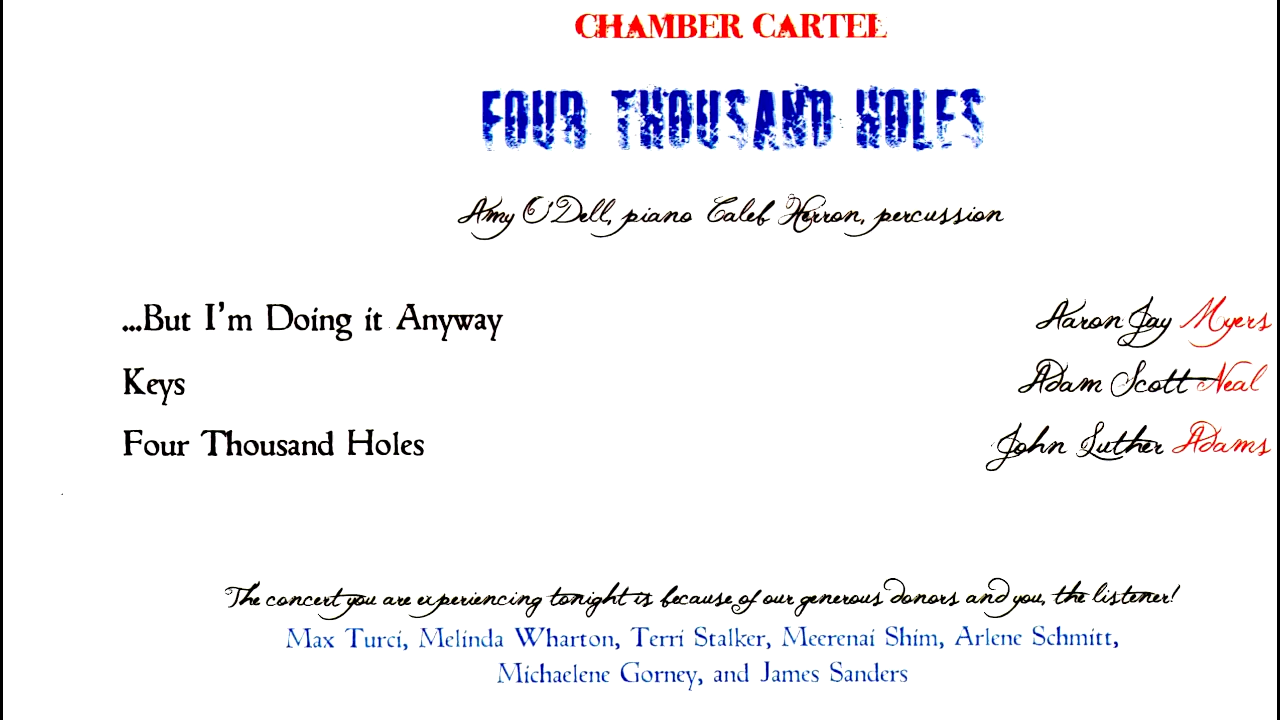 CHAMBER CARTEL
FOUR THOUSAND HOLES
Amy O'Dell, piano Caleb Herron, percussion
...But I'm Doing it Anyway Aaron Jay Myers
Keys Adam Scott Neal
Four Thousand Holes John Luther Adams
The concert you are experiencing tonight is because of our generous donors and you, the listener!
Max Turci, Melinda Wharton, Terri Stalker, Meerenai Shim, Arlene Schmitt,
Michaelene Gorney, and James Sanders